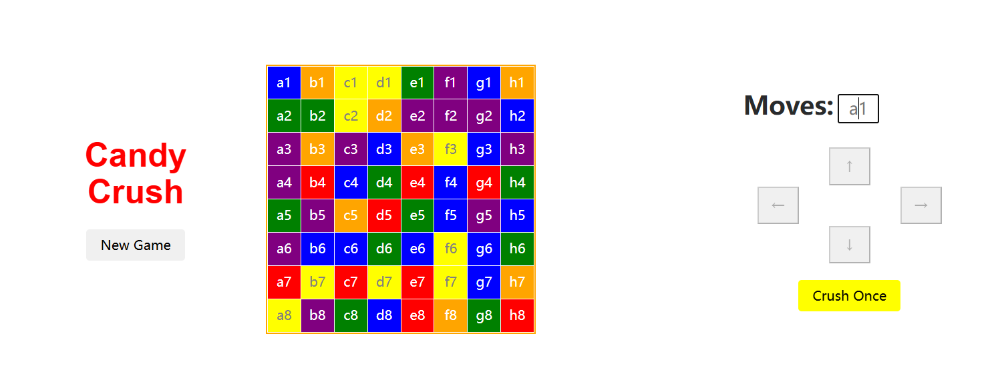 Candy
Crush
New Game
a1 b1 c1 d1 e1 f1 g1 h1
a2 b2 c2 d2 e2 f2 g2 h2
a3 b3 c3 d3 e3 f3 g3 h3
a4 b4 c4 d4 e4 f4 g4 h4
a5 b5 c5 d5 e5 f5 g5 h5
a6 b6 c6 d6 e6 f6 g6 h6
a7 b7 c7 d7 e7 f7 g7 h7
a8 b8 c8 d8 e8 f8 g8 h8
Moves: a1
↑
← →
↓
Crush Once